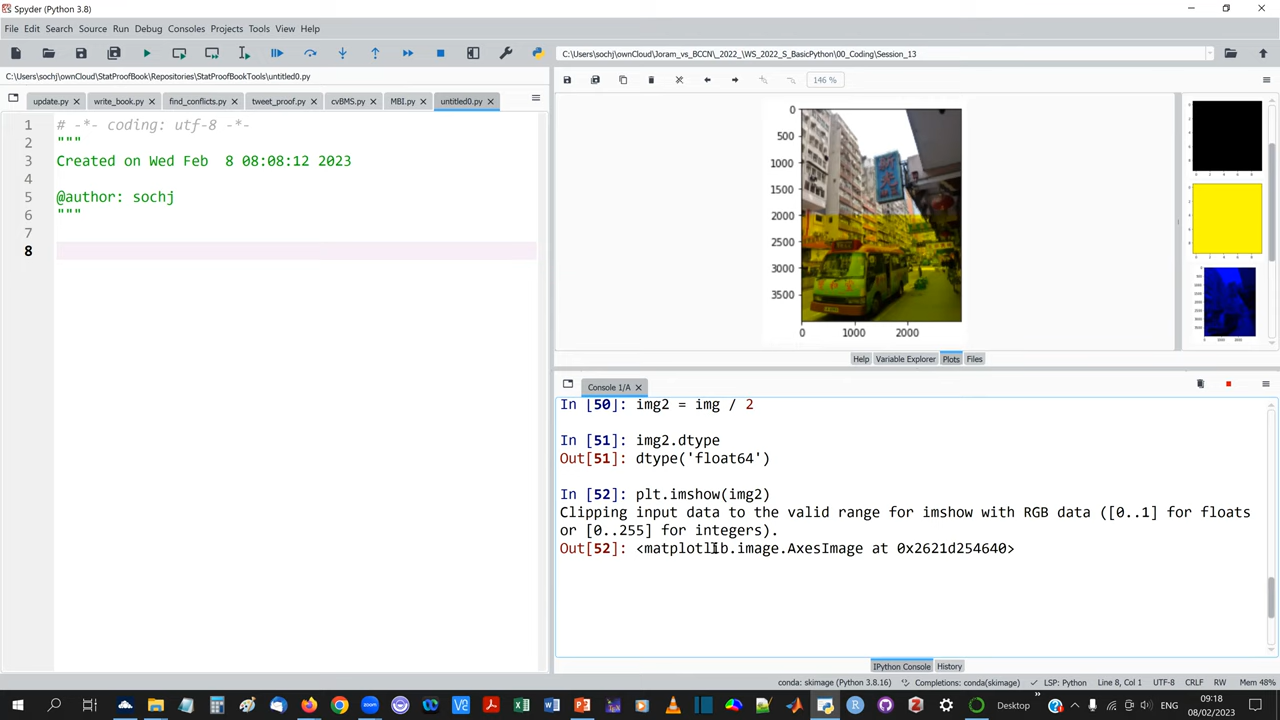 Spyder (Python 3.8)
File Edit Search Source Run Debug Consoles Projects Tools View Help
C:\Users\sochj\ownCloud\Joram_vs_BCCN\_2022_\WS_2022_S_BasicPython\00_Coding\Session_13
C:\Users\sochj\ownCloud\StatProofBook\Repositories\StatProofBookTools\untitled0.py
146 %
update.py write_book.py find_conflicts.py tweet_proof.py cvBMS.py MBI.py untitled0.py
1 # -*- coding: utf-8 -*-
2 """
3 Created on Wed Feb  8 08:08:12 2023
4
5 @author: sochj
6 """
7
8
0
500
1000
1500
2000
2500
3000
3500
0 1000 2000
Help Variable Explorer Plots Files
Console 1/A
In [50]: img2 = img / 2
In [51]: img2.dtype
Out[51]: dtype('float64')
In [52]: plt.imshow(img2)
Clipping input data to the valid range for imshow with RGB data ([0..1] for floats
or [0..255] for integers).
Out[52]: <matplotlib.image.AxesImage at 0x2621d254640>
IPython Console History
conda: skimage (Python 3.8.16) Completions: conda(skimage) LSP: Python Line 8, Col 1 UTF-8 CRLF RW Mem 48%
Desktop
ENG
09:18
08/02/2023